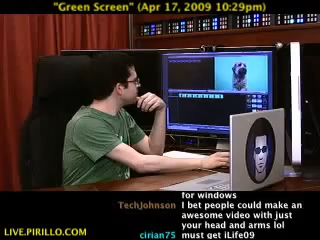 "Green Screen" (Apr 17, 2009 10:29pm)
for windows
TechJohnson I bet people could make an
awesome video with just
your head and arms lol
LIVE.PIRILLO.COM cirian75 must get iLife09